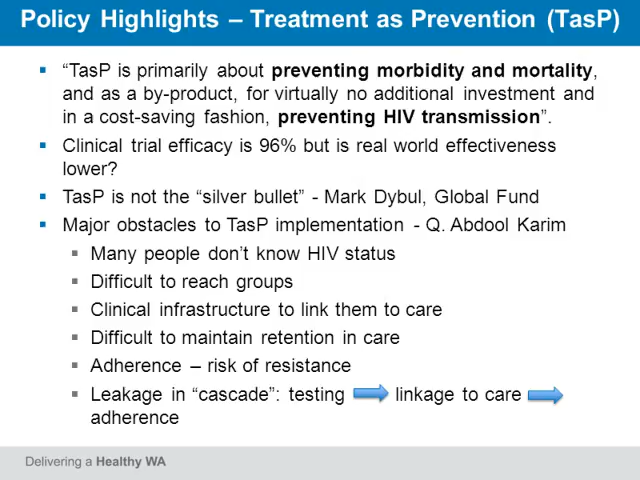 Policy Highlights – Treatment as Prevention (TasP)
“TasP is primarily about preventing morbidity and mortality,
and as a by-product, for virtually no additional investment and
in a cost-saving fashion, preventing HIV transmission”.
Clinical trial efficacy is 96% but is real world effectiveness
lower?
TasP is not the “silver bullet” - Mark Dybul, Global Fund
Major obstacles to TasP implementation - Q. Abdool Karim
Many people don’t know HIV status
Difficult to reach groups
Clinical infrastructure to link them to care
Difficult to maintain retention in care
Adherence – risk of resistance
Leakage in “cascade”: testing linkage to care
adherence
Delivering a Healthy WA